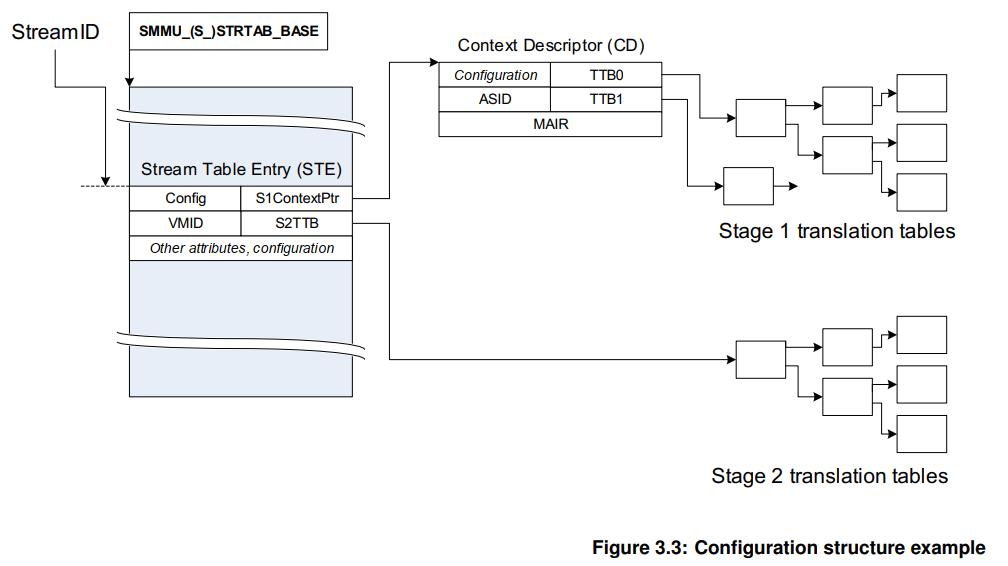 StreamID
SMMU_(S_)STRTAB_BASE
Context Descriptor (CD)
Configuration TTB0
ASID TTB1
MAIR
Stream Table Entry (STE)
Config S1ContextPtr
VMID S2TTB
Other attributes, configuration
Stage 1 translation tables
Stage 2 translation tables
Figure 3.3: Configuration structure example